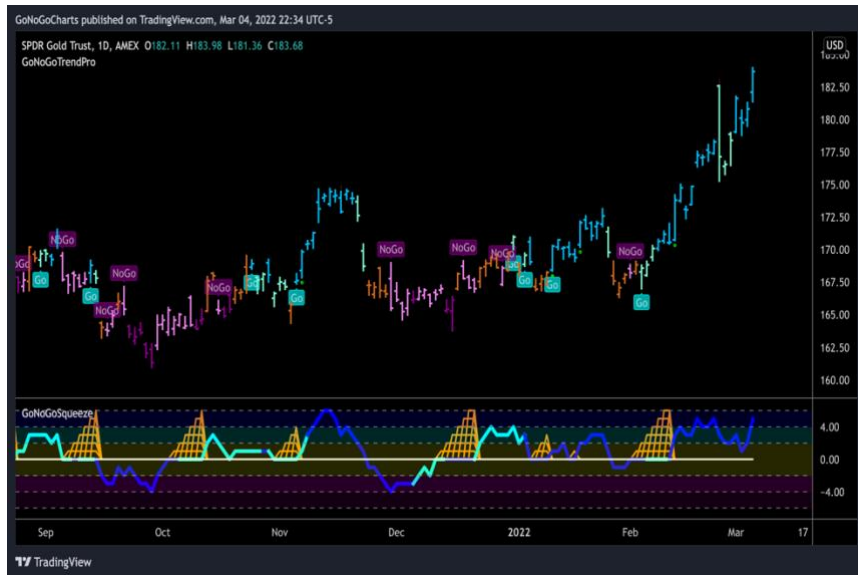 GoNoGoCharts published on TradingView.com, Mar 04, 2022 22:34 UTC-5
SPDR Gold Trust, 1D, AMEX O182.11 H183.98 L181.36 C183.68
USD
GoNoGoTrendPro
182.50
180.00
177.50
175.00
172.50
NoGo
NoGo
NoGo
NoGo
NoGo
170.00
NoGo
Go
Go
Go
Go
Go
NoGo
167.50
Go
Go
Go
NoGo
165.00
162.50
160.00
GoNoGoSqueeze
4.00
0.00
−4.00
Sep Oct Nov Dec 2022 Feb Mar 17
TradingView